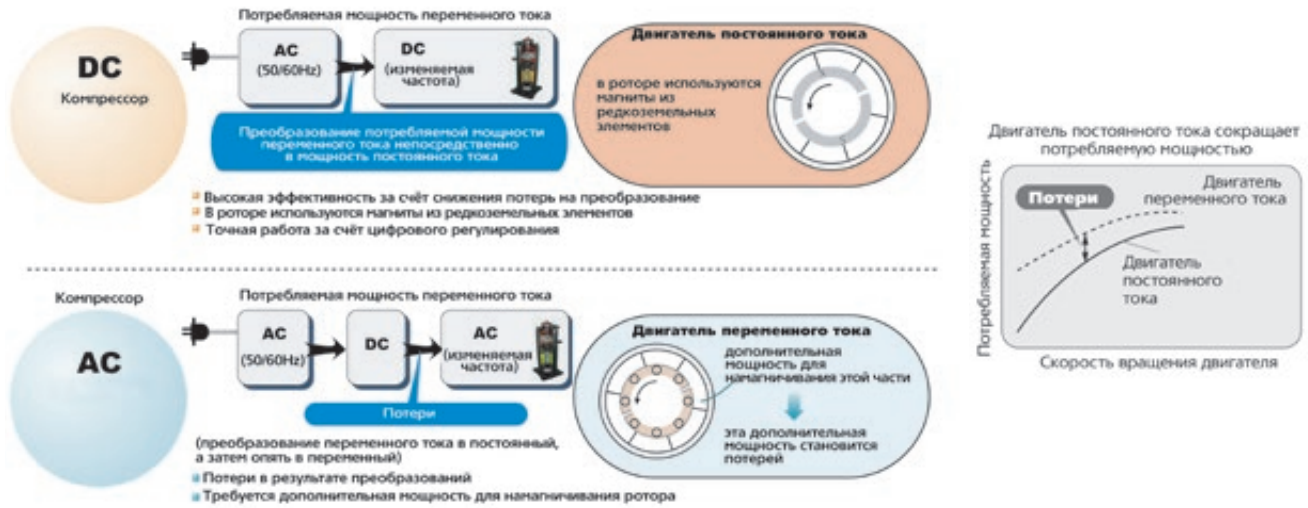 Потребляемая мощность переменного тока
DC
Компрессор
AC
(50/60Hz)
DC
(изменяемая
частота)
Преобразование потребляемой мощности
переменного тока непосредственно
в мощность постоянного тока
Двигатель постоянного тока
в роторе используются
магниты из
редкоземельных
элементов
Высокая эффективность за счёт снижения потерь на преобразование
В роторе используются магниты из редкоземельных элементов
Точная работа за счёт цифрового регулирования
Компрессор
AC
Потребляемая мощность переменного тока
AC
(50/60Hz)
DC
AC
(изменяемая
частота)
Потери
(преобразование переменного тока в постоянный,
а затем опять в переменный)
Потери в результате преобразований
Требуется дополнительная мощность для намагничивания ротора
Двигатель переменного тока
дополнительная
мощность для
намагничивания этой части
эта дополнительная
мощность становится
потерей
Двигатель постоянного тока сокращает
потребляемую мощностью
Потребляемая мощность
Потери
Двигатель
переменного тока
Двигатель
постоянного
тока
Скорость вращения двигателя